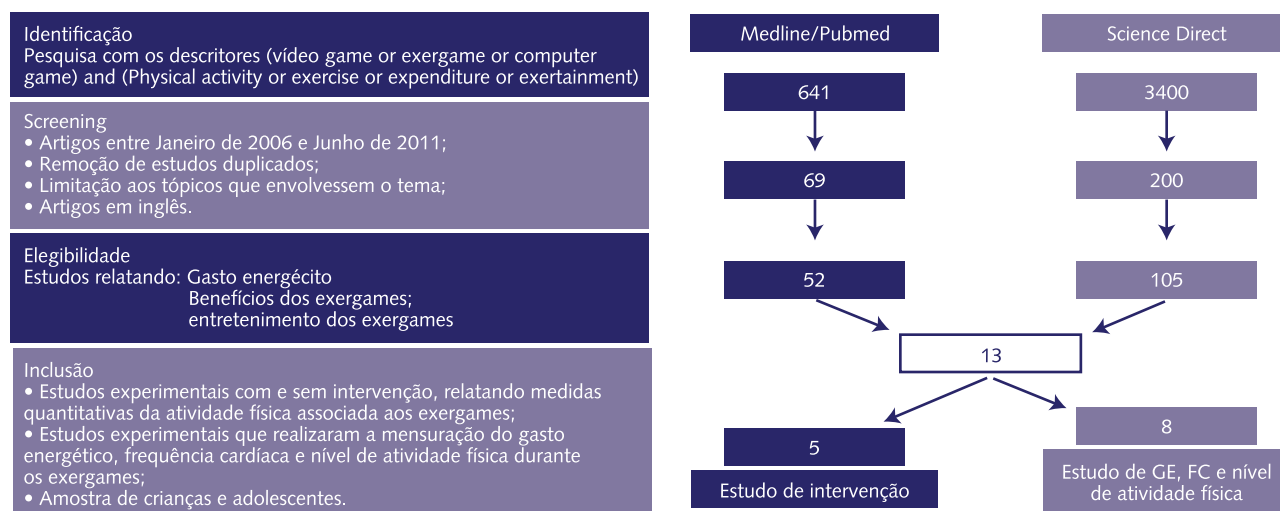 Identificação
Pesquisa com os descritores (vídeo game or exergame or computer
game) and (Physical activity or exercise or expenditure or exertainment)
Screening
• Artigos entre Janeiro de 2006 e Junho de 2011;
• Remoção de estudos duplicados;
• Limitação aos tópicos que envolvessem o tema;
• Artigos em inglês.
Elegibilidade
Estudos relatando: Gasto energécito
Benefícios dos exergames;
entretenimento dos exergames
Inclusão
• Estudos experimentais com e sem intervenção, relatando medidas
quantitativas da atividade física associada aos exergames;
• Estudos experimentais que realizaram a mensuração do gasto
energético, frequência cardíaca e nível de atividade física durante
os exergames;
• Amostra de crianças e adolescentes.
Medline/Pubmed
Science Direct
641
3400
69
200
52
105
13
5
8
Estudo de intervenção
Estudo de GE, FC e nível
de atividade física